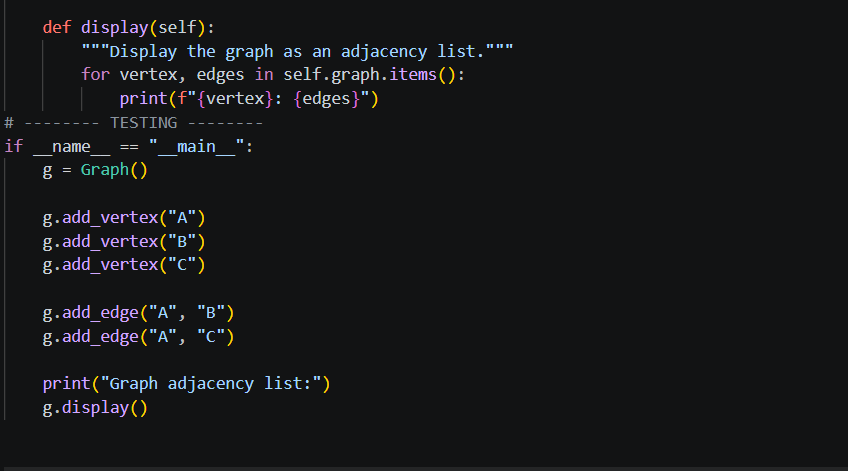 def display(self):
"""Display the graph as an adjacency list."""
for vertex, edges in self.graph.items():
print(f"{vertex}: {edges}")
# -------- TESTING --------
if __name__ == "__main__":
g = Graph()
g.add_vertex("A")
g.add_vertex("B")
g.add_vertex("C")
g.add_edge("A", "B")
g.add_edge("A", "C")
print("Graph adjacency list:")
g.display()